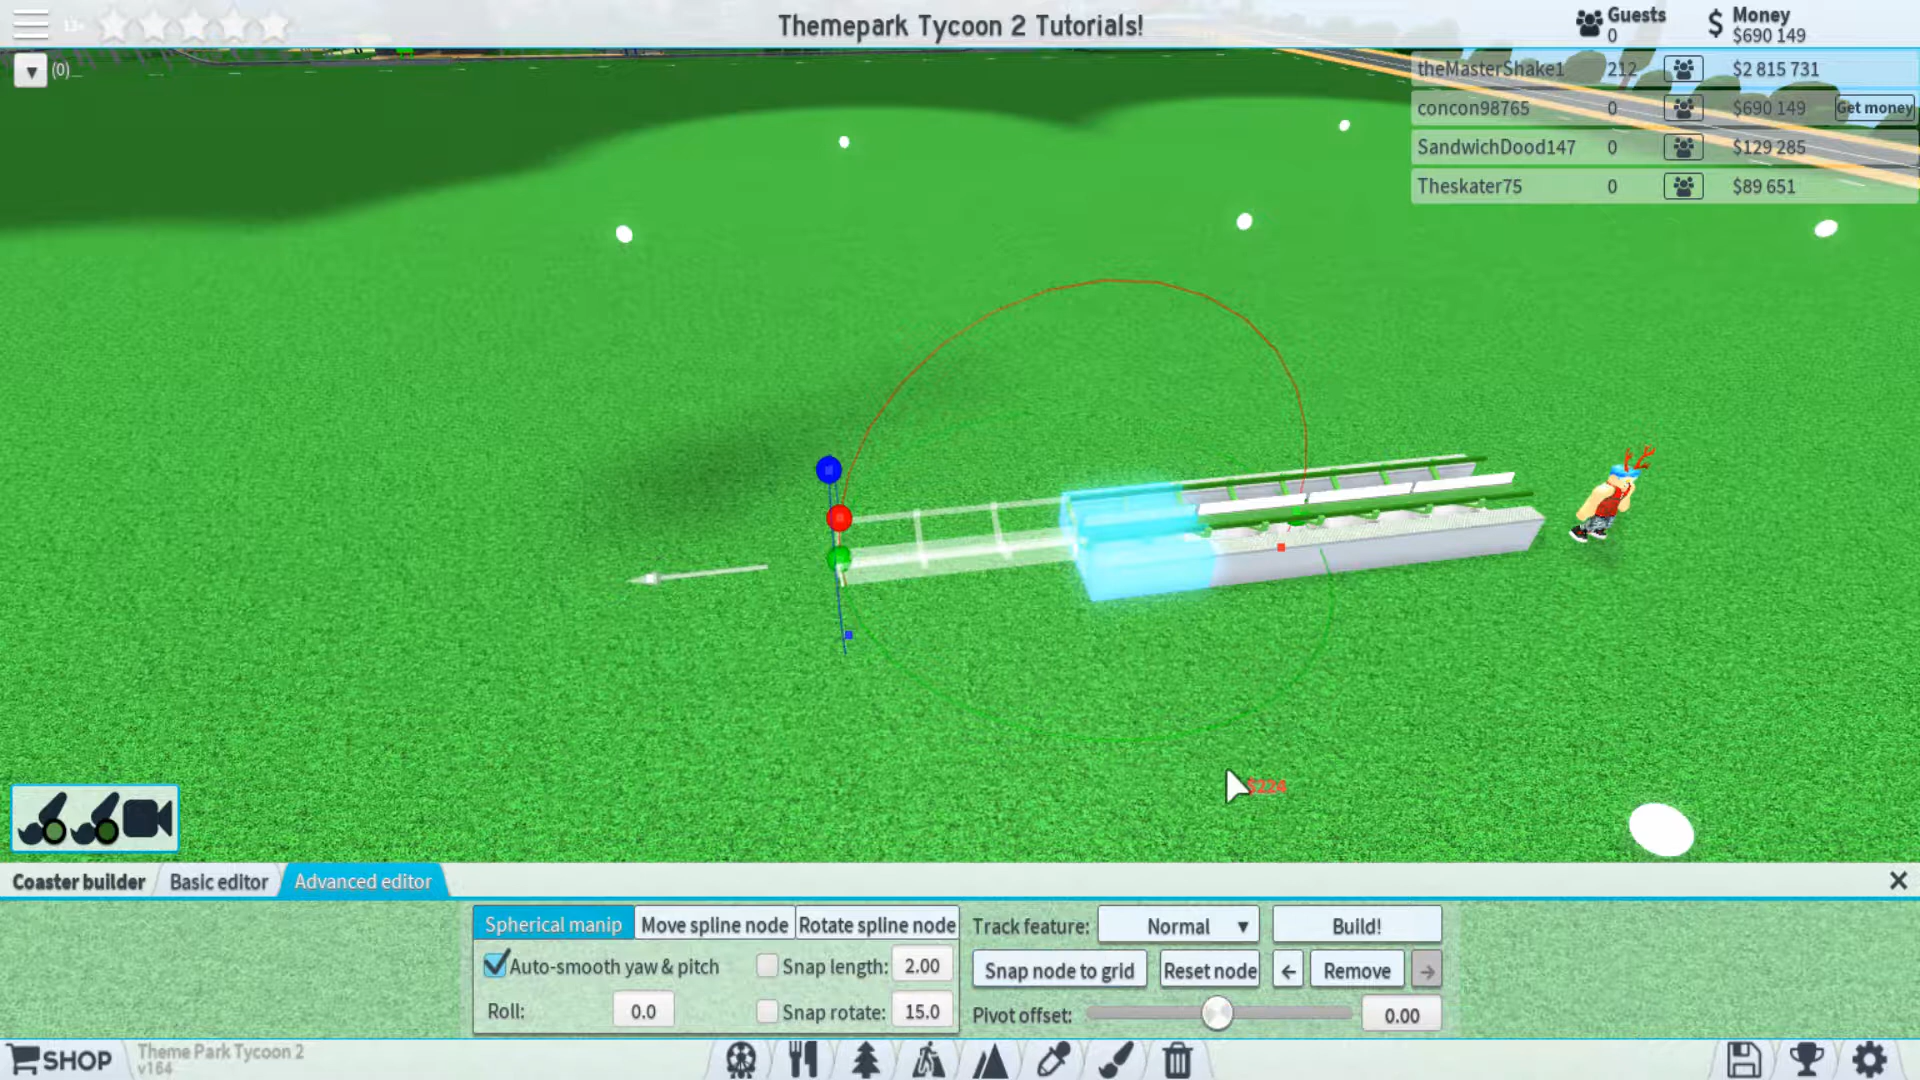 13+
Themepark Tycoon 2 Tutorials!
Guests
0
Money
$690 149
(0)
theMasterShake1 212 $2 815 731
concon98765 0 $690 149 Get money
SandwichDood147 0 $129 285
Theskater75 0 $89 651
$224
Coaster builder Basic editor Advanced editor
Spherical manip Move spline node Rotate spline node Track feature: Normal Build!
Auto-smooth yaw & pitch Snap length: 2.00 Snap node to grid Reset node Remove
Roll: 0.0 Snap rotate: 15.0 Pivot offset: 0.00
SHOP
Theme Park Tycoon 2
v164